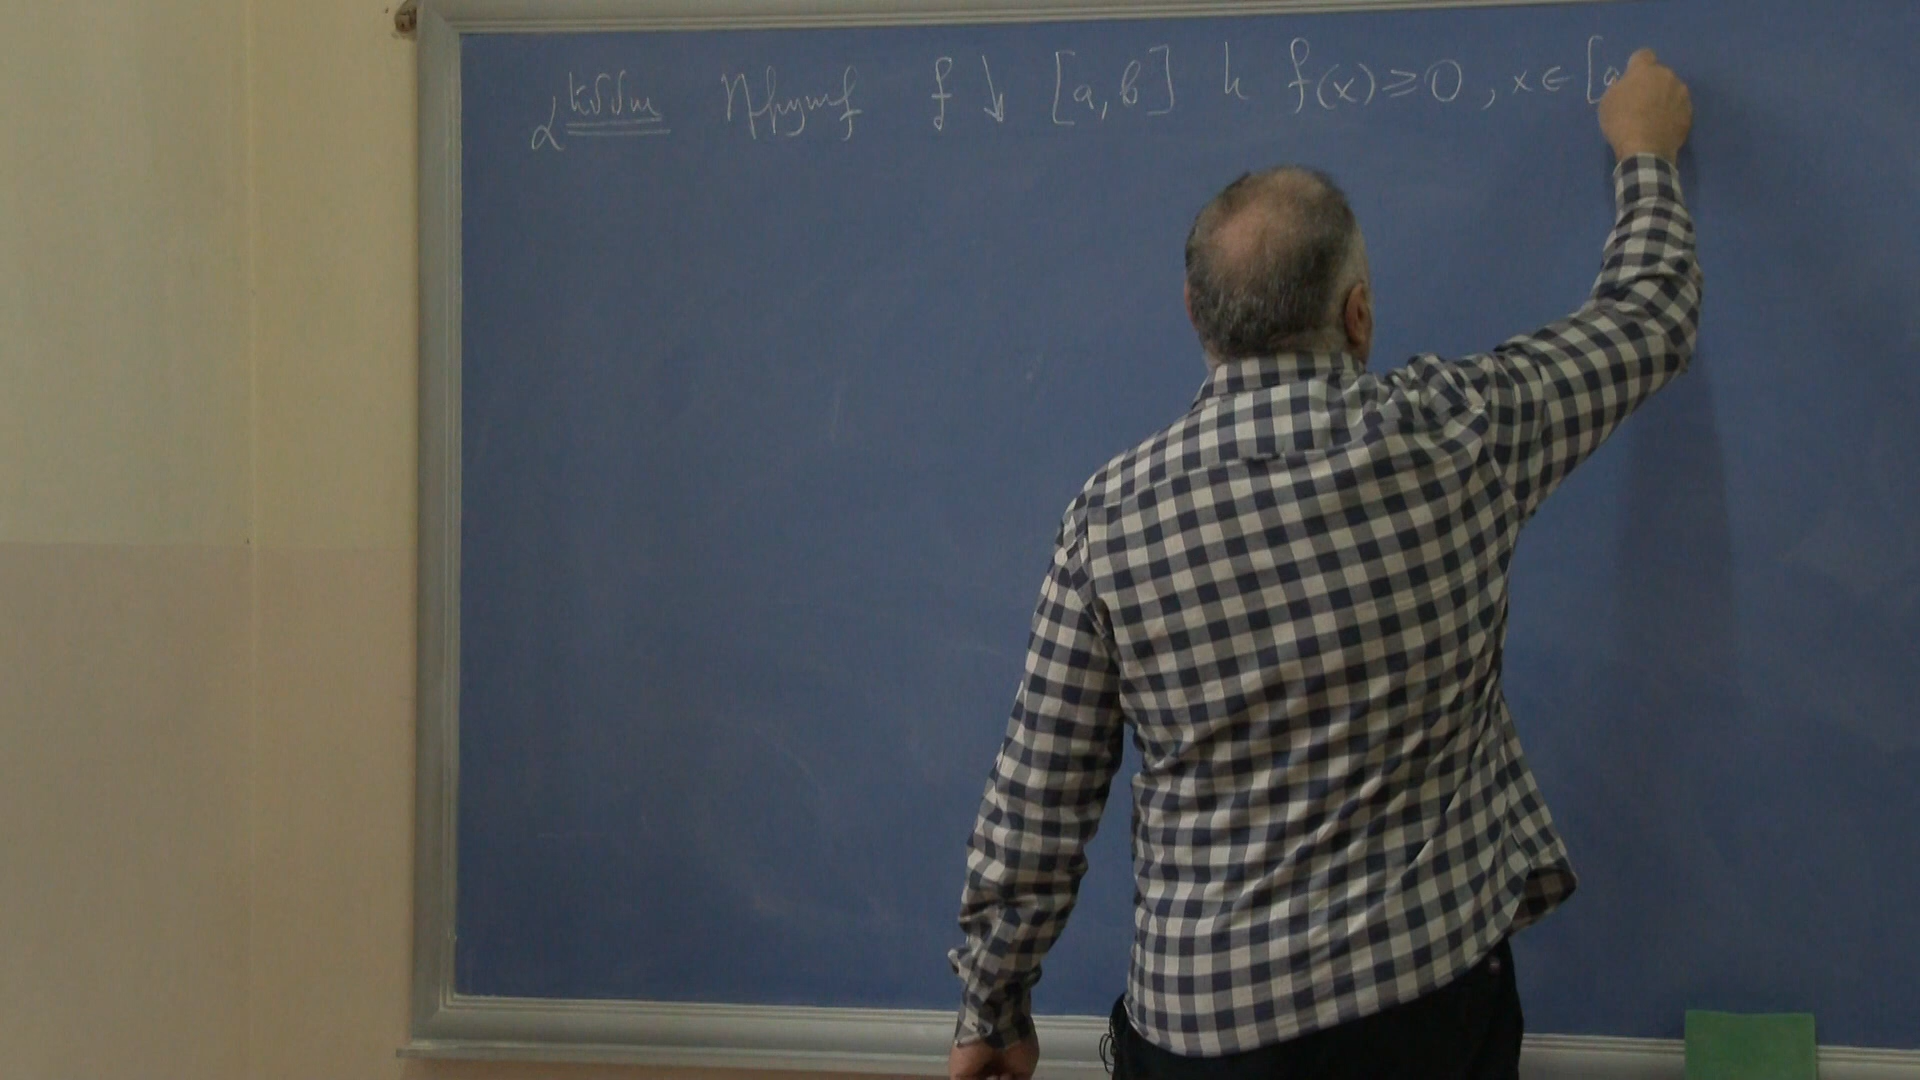 Լեմմա Դիցուք f ↓ [a, b] և f(x) ≥ 0, x ∈ [a